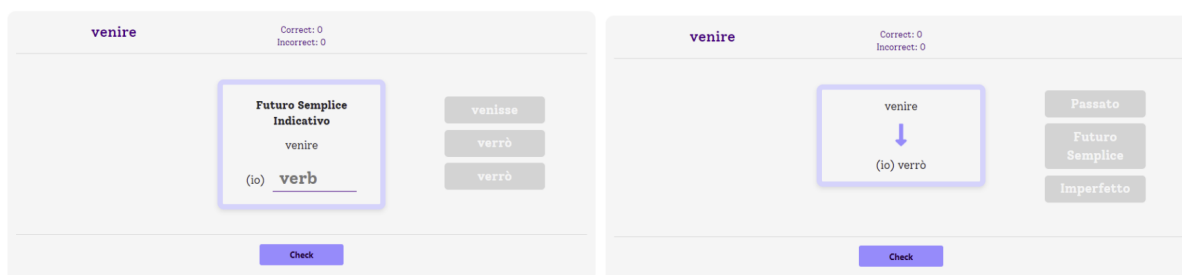 venire
Correct: 0
Incorrect: 0
Futuro Semplice
Indicativo
venire
(io) verb
venisse
verrò
verrò
Check
venire
Correct: 0
Incorrect: 0
venire
(io) verrò
Passato
Futuro
Semplice
Imperfetto
Check